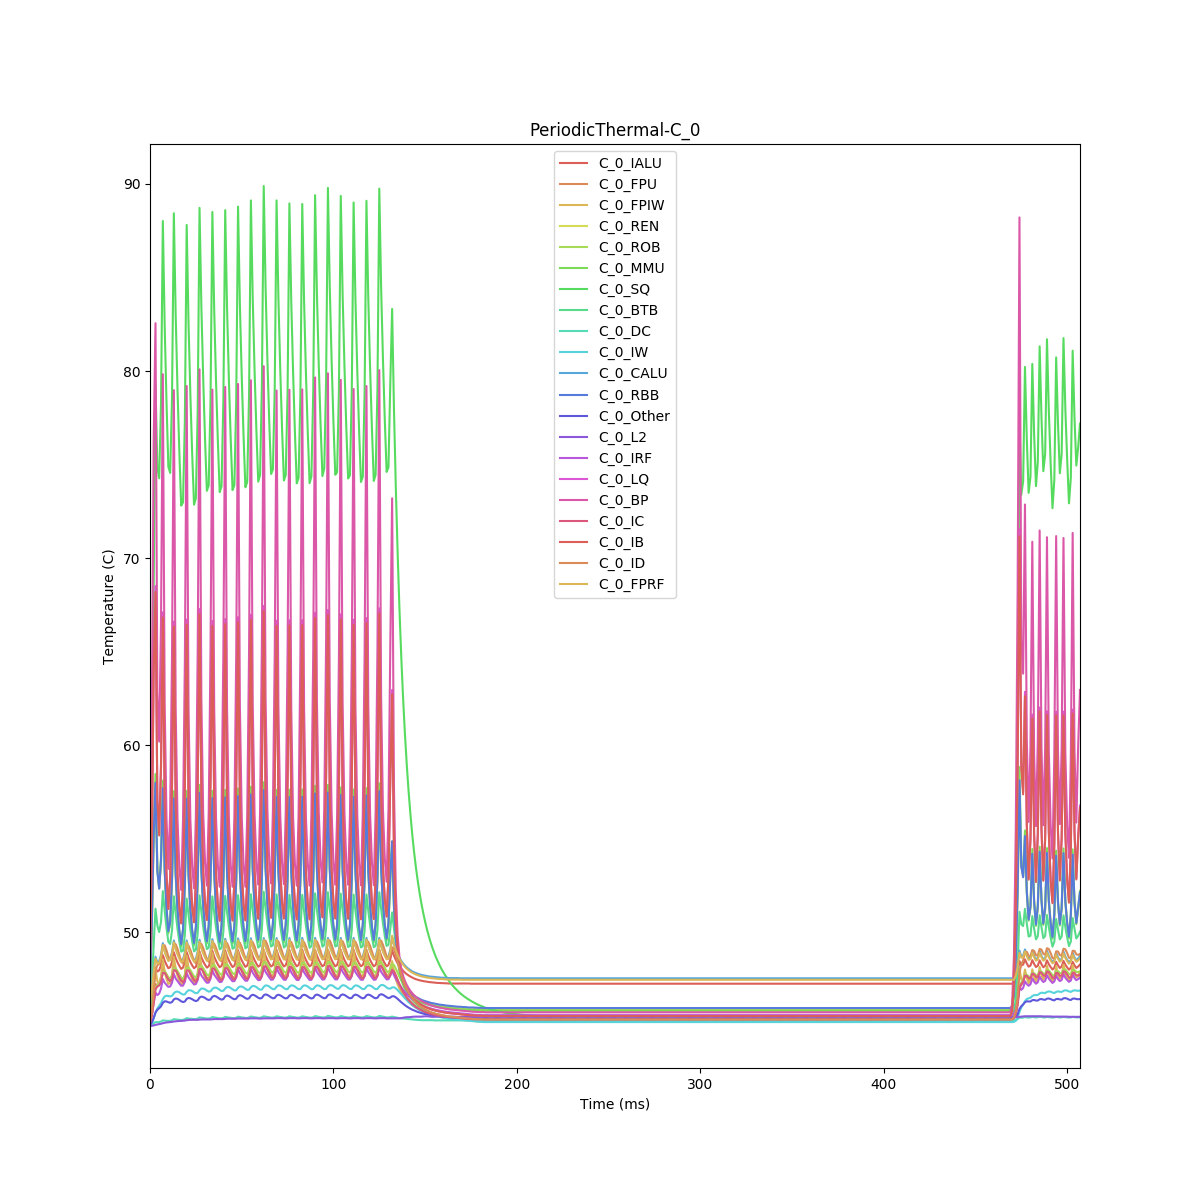 PeriodicThermal-C_0
90
80
70
60
50
Temperature (C)
C_0_IALU
C_0_FPU
C_0_FPIW
C_0_REN
C_0_ROB
C_0_MMU
C_0_SQ
C_0_BTB
C_0_DC
C_0_IW
C_0_CALU
C_0_RBB
C_0_Other
C_0_L2
C_0_IRF
C_0_LQ
C_0_BP
C_0_IC
C_0_IB
C_0_ID
C_0_FPRF
0 100 200 300 400 500
Time (ms)